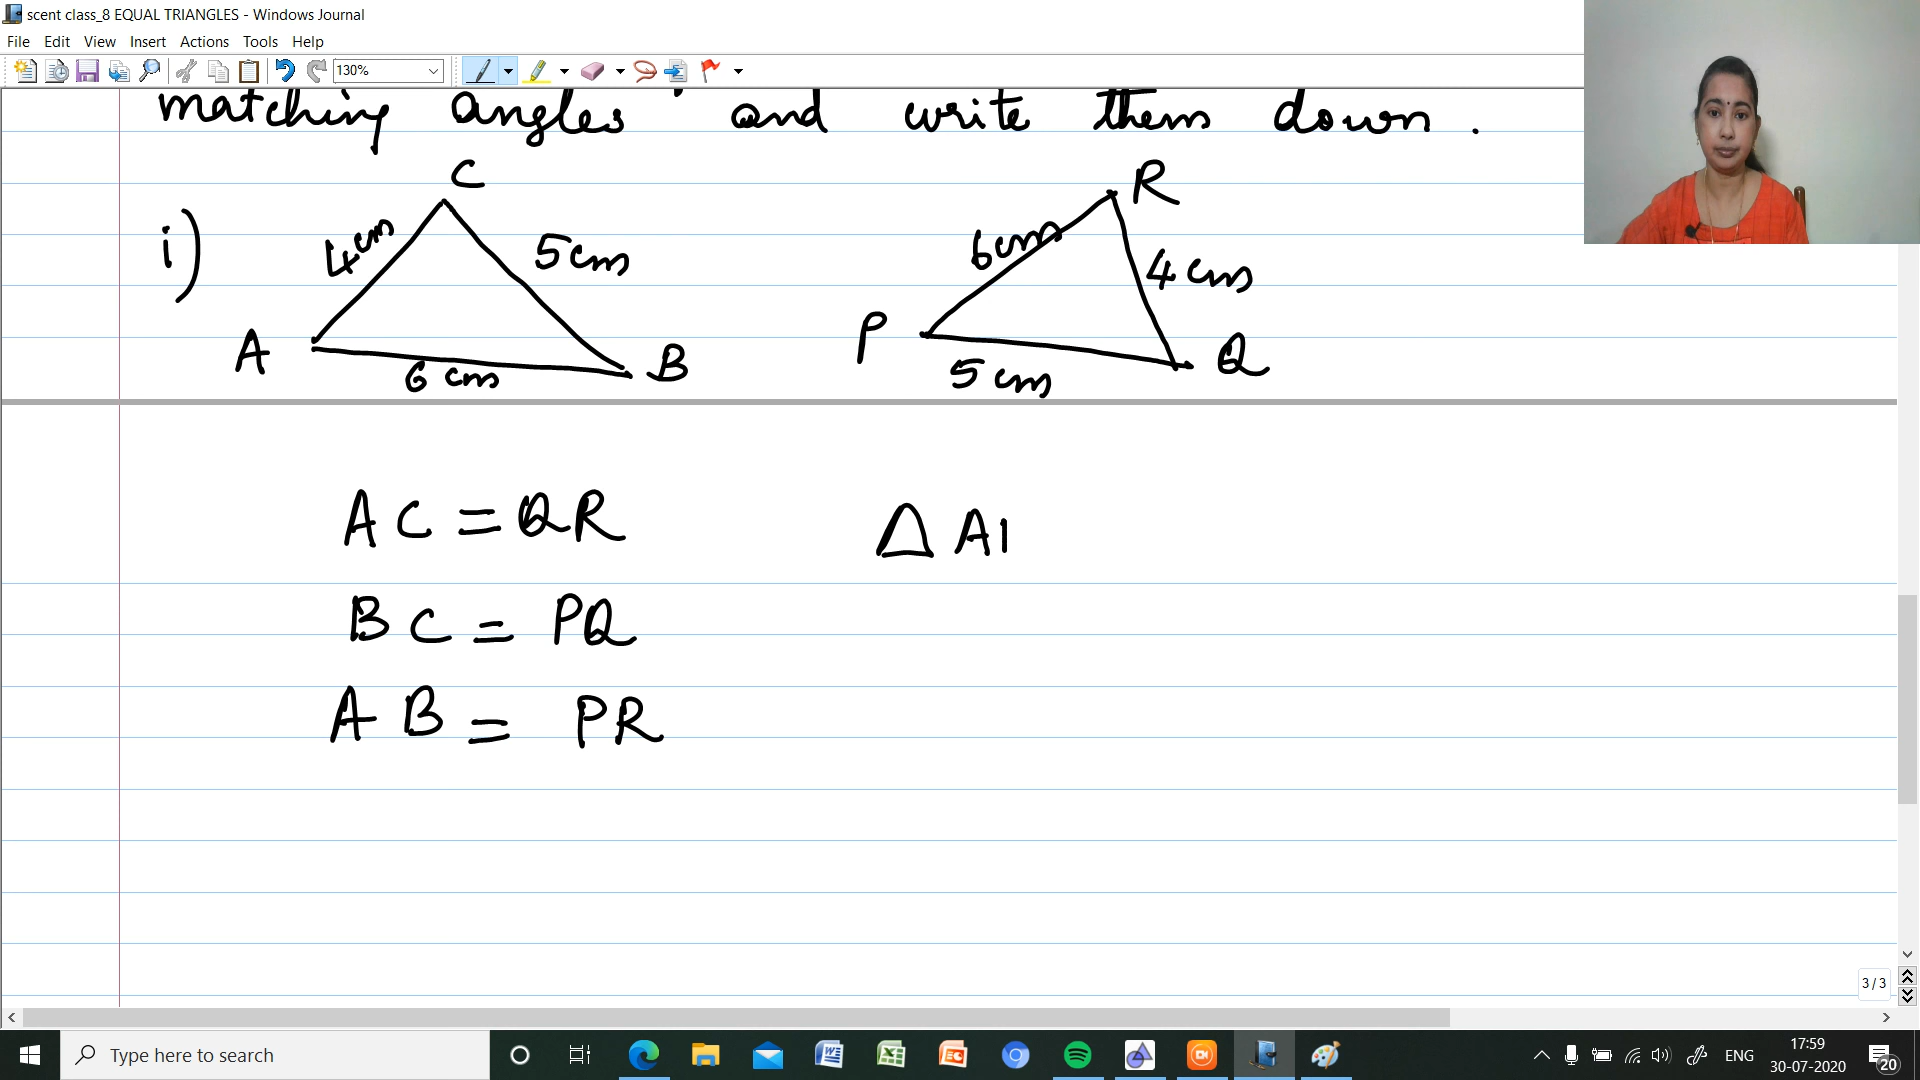 scent class_8 EQUAL TRIANGLES - Windows Journal
File Edit View Insert Actions Tools Help
130%
matching angles and write them down.
i)
C
4cm
5cm
A
6 cm
B
R
6cm
4 cm
P
5 cm
Q
AC = QR
Δ A
BC = PQ
AB = PR
3 / 3
Type here to search
ENG
17:59
30-07-2020
20